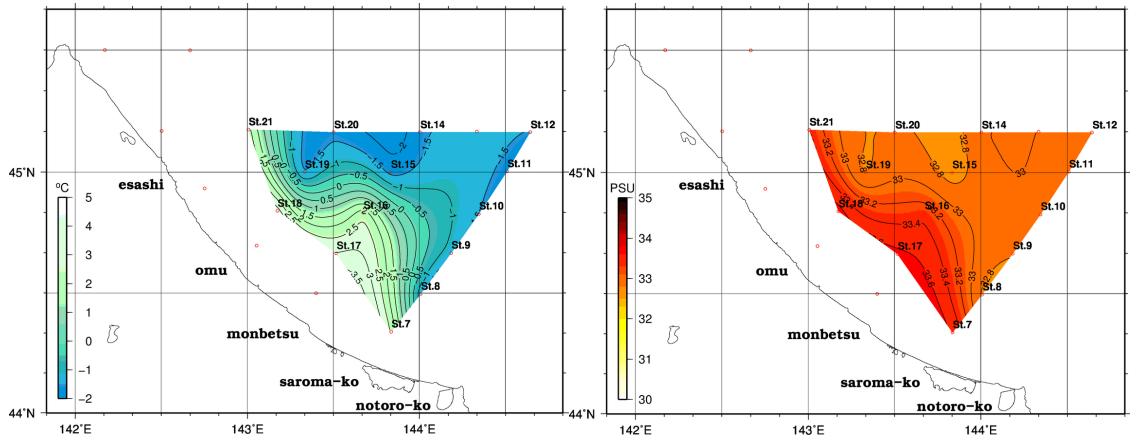 St.21
St.20
St.14
St.12
St.19
St.15
St.11
45°N
esashi
St.18
St.16
St.10
St.17
St.9
omu
St.8
St.7
monbetsu
saroma-ko
notoro-ko
44°N
142°E
143°E
144°E
°C
5
4
3
2
1
0
−1
−2
St.21
St.20
St.14
St.12
St.19
St.15
St.11
45°N
esashi
St.18
St.16
St.10
St.17
St.9
omu
St.8
St.7
monbetsu
saroma-ko
notoro-ko
44°N
142°E
143°E
144°E
PSU
35
34
33
32
31
30